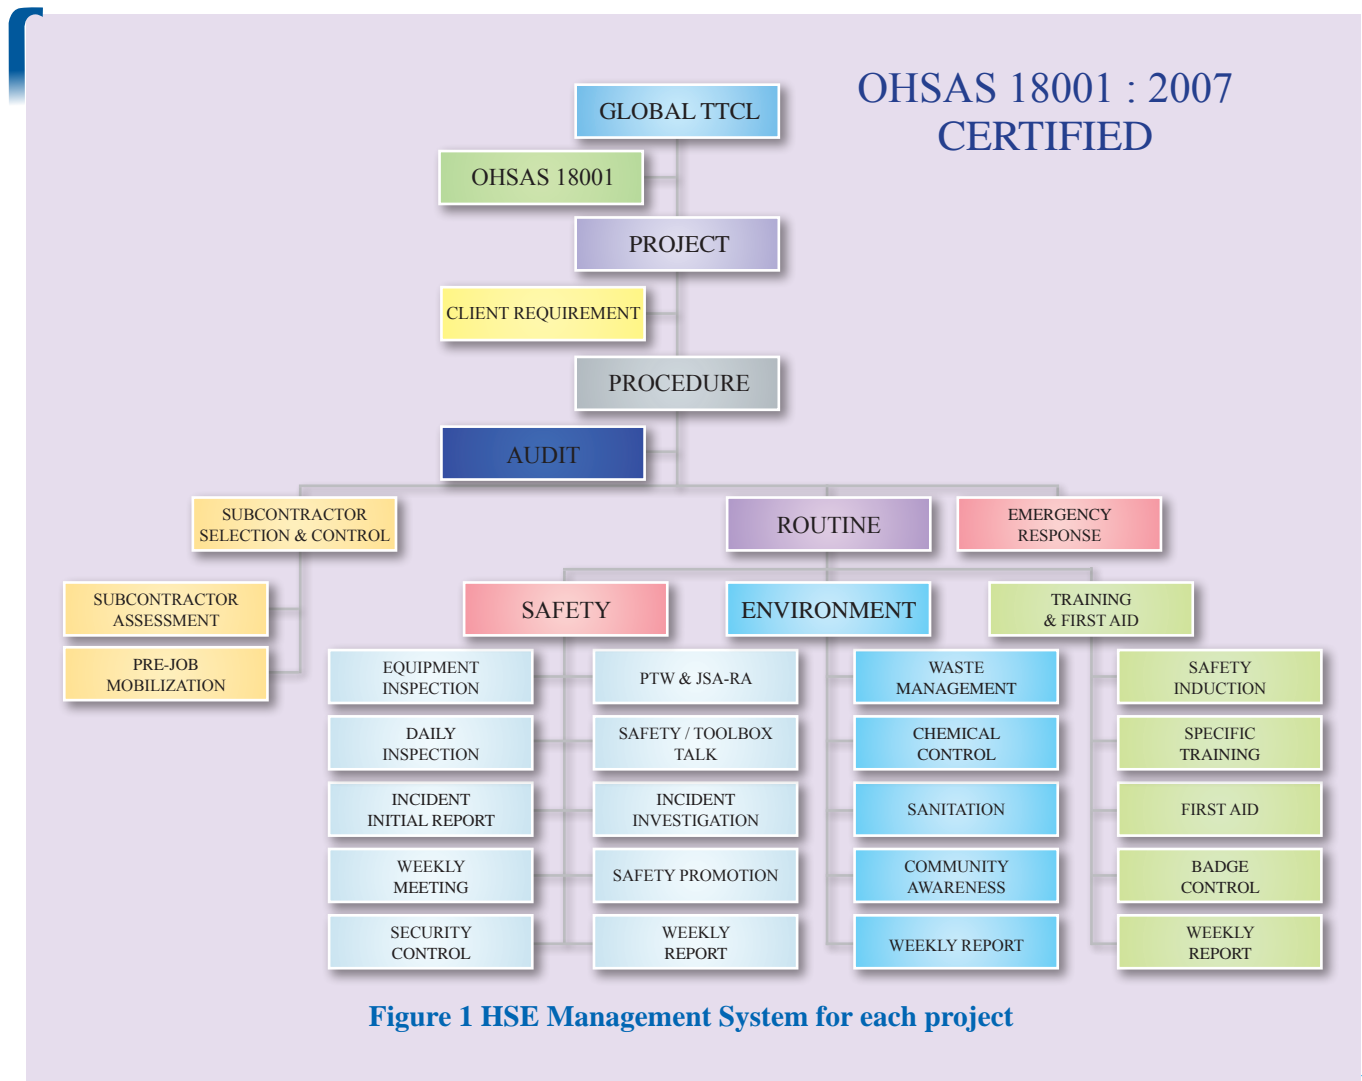 OHSAS 18001 : 2007
CERTIFIED
GLOBAL TTCL
OHSAS 18001
PROJECT
CLIENT REQUIREMENT
PROCEDURE
AUDIT
SUBCONTRACTOR
SELECTION & CONTROL
ROUTINE
EMERGENCY
RESPONSE
SUBCONTRACTOR
ASSESSMENT
PRE-JOB
MOBILIZATION
SAFETY
ENVIRONMENT
TRAINING
& FIRST AID
EQUIPMENT
INSPECTION
PTW & JSA-RA
WASTE
MANAGEMENT
SAFETY
INDUCTION
DAILY
INSPECTION
SAFETY / TOOLBOX
TALK
CHEMICAL
CONTROL
SPECIFIC
TRAINING
INCIDENT
INITIAL REPORT
INCIDENT
INVESTIGATION
SANITATION
FIRST AID
WEEKLY
MEETING
SAFETY PROMOTION
COMMUNITY
AWARENESS
BADGE
CONTROL
SECURITY
CONTROL
WEEKLY
REPORT
WEEKLY REPORT
WEEKLY
REPORT
Figure 1 HSE Management System for each project